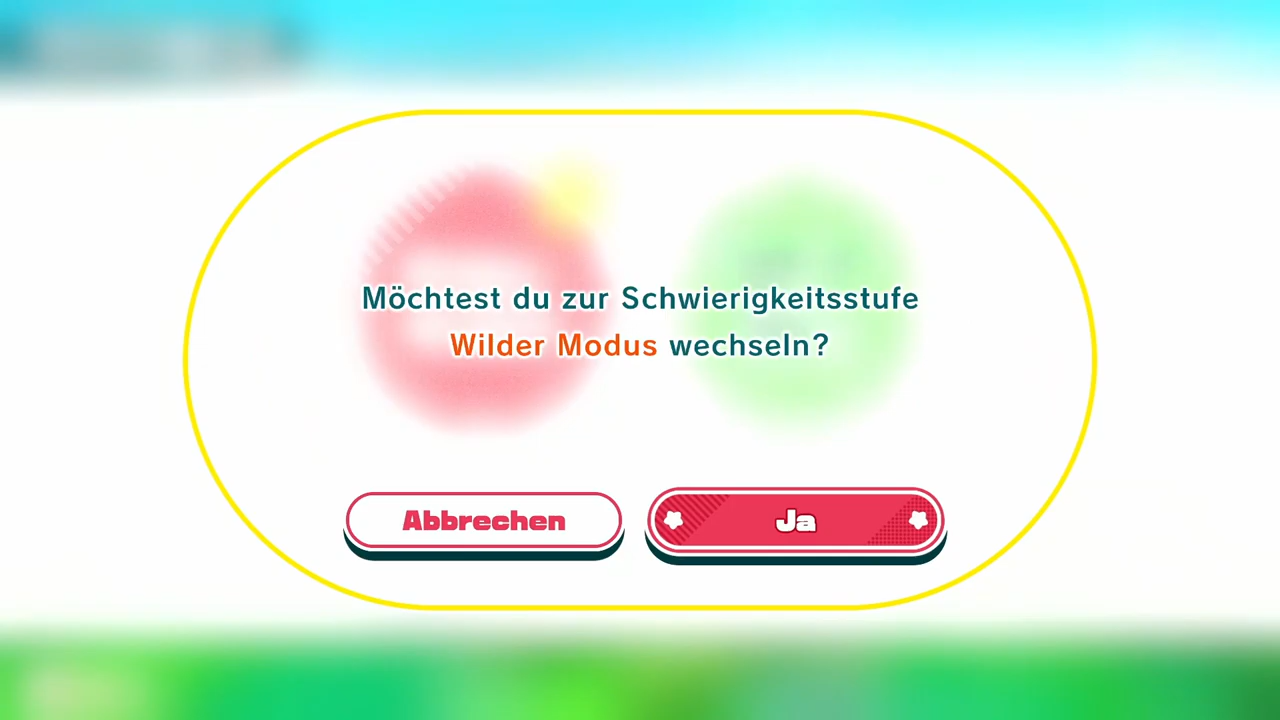 Möchtest du zur Schwierigkeitsstufe
Wilder Modus wechseln?
Abbrechen
Ja